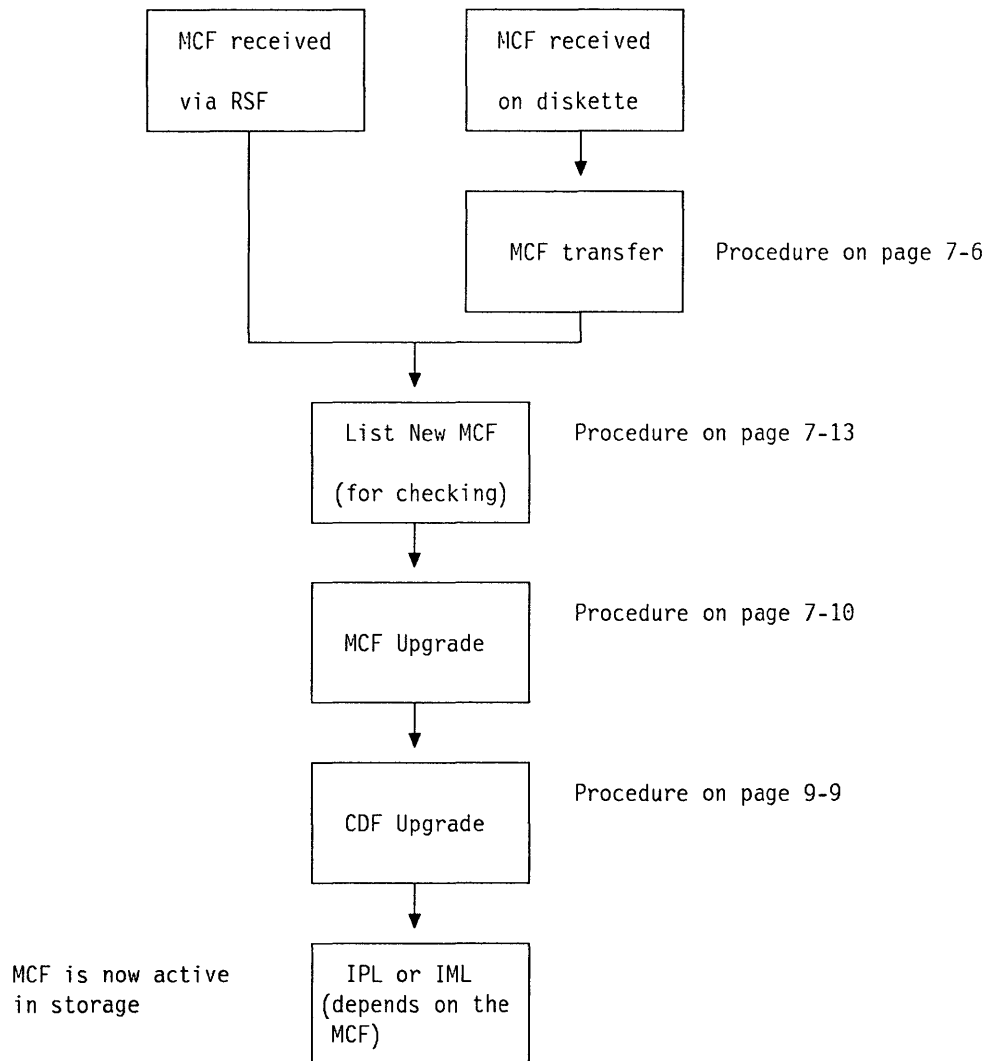 MCF received
via RSF
MCF received
on diskette
MCF transfer
Procedure on page 7-6
List New MCF
(for checking)
Procedure on page 7-13
MCF Upgrade
Procedure on page 7-10
CDF Upgrade
Procedure on page 9-9
MCF is now active
in storage
IPL or IML
(depends on the
MCF)